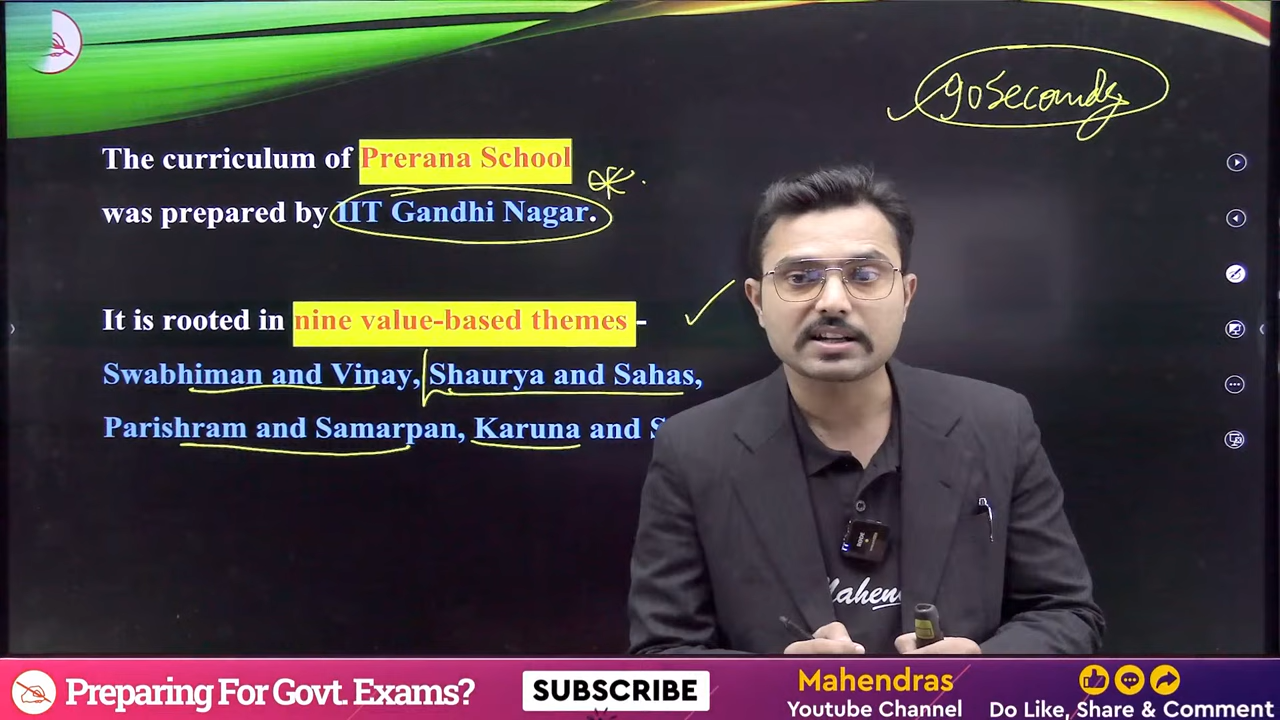 90Seconds
The curriculum of Prerana School
was prepared by IIT Gandhi Nagar.
It is rooted in nine value-based themes -
Swabhiman and Vinay, Shaurya and Sahas,
Parishram and Samarpan, Karuna and S
Mahen
RODE
Preparing For Govt. Exams?
SUBSCRIBE
Mahendras
Youtube Channel
Do Like, Share & Comment